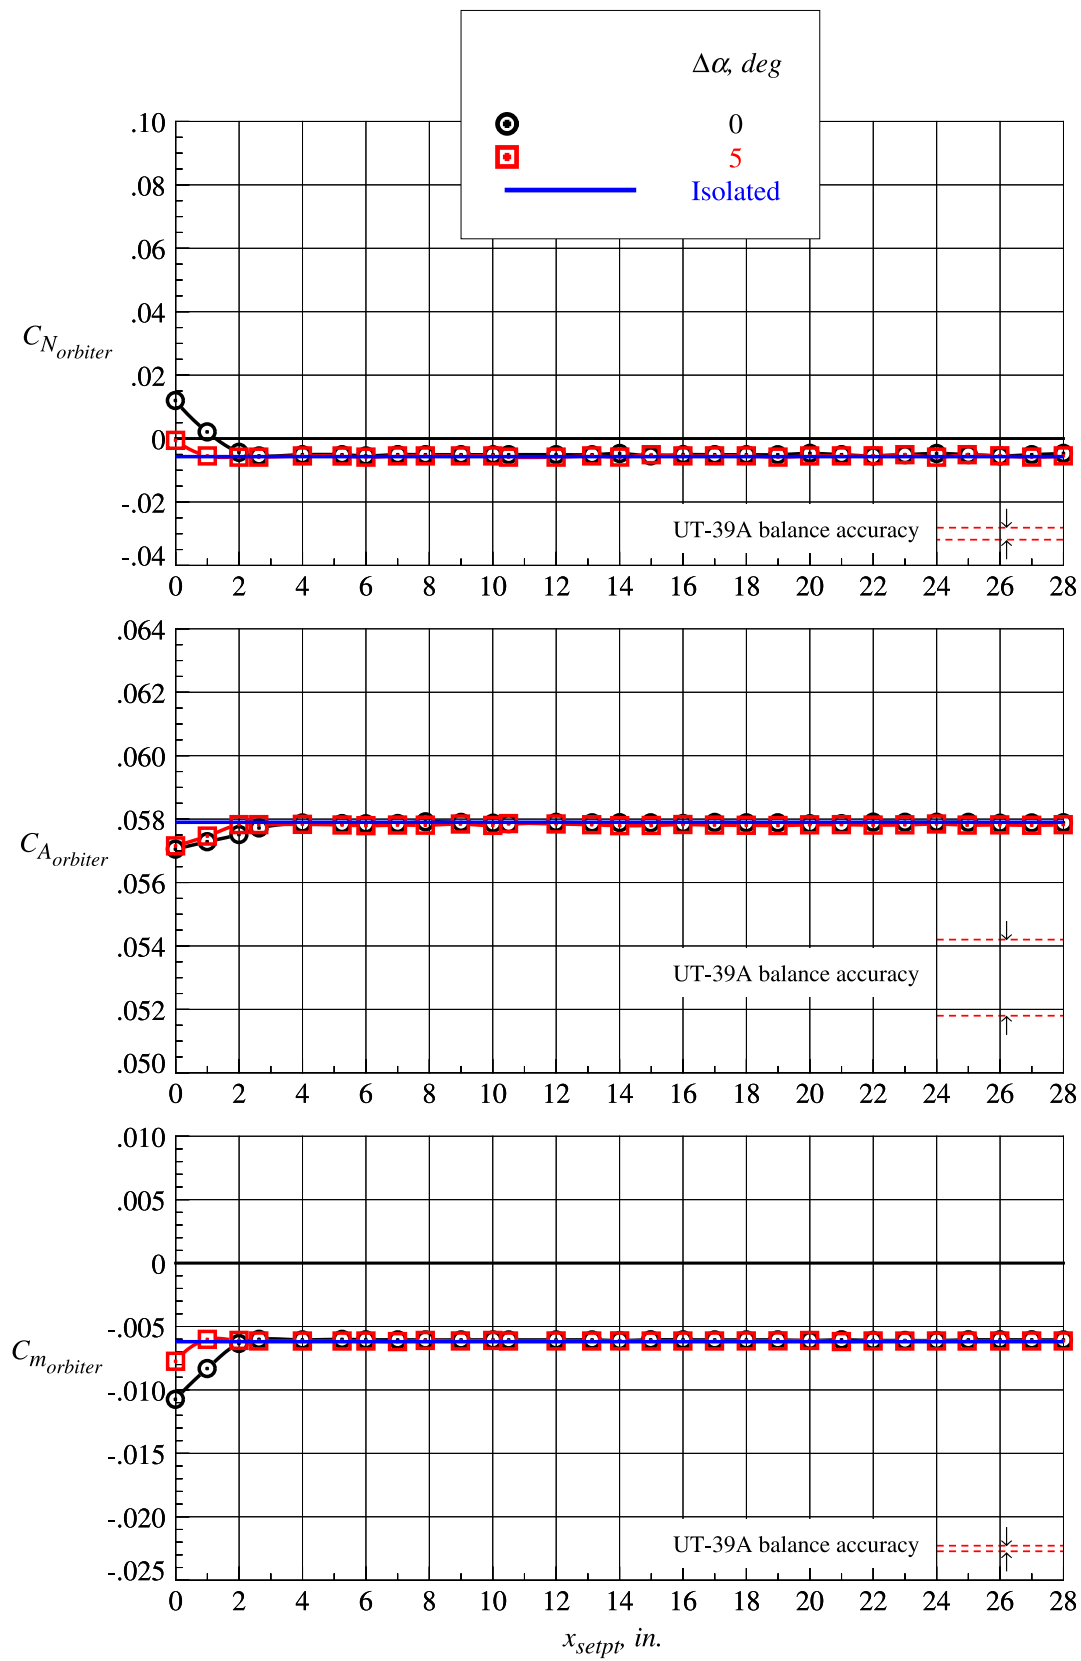 Δα, deg
0
5
Isolated
.10
.08
.06
.04
.02
0
-.02
-.04
C_N_orbiter
UT-39A balance accuracy
0 2 4 6 8 10 12 14 16 18 20 22 24 26 28
.064
.062
.060
.058
.056
.054
.052
.050
C_A_orbiter
UT-39A balance accuracy
0 2 4 6 8 10 12 14 16 18 20 22 24 26 28
.010
.005
0
-.005
-.010
-.015
-.020
-.025
C_m_orbiter
UT-39A balance accuracy
0 2 4 6 8 10 12 14 16 18 20 22 24 26 28
x_setpt, in.